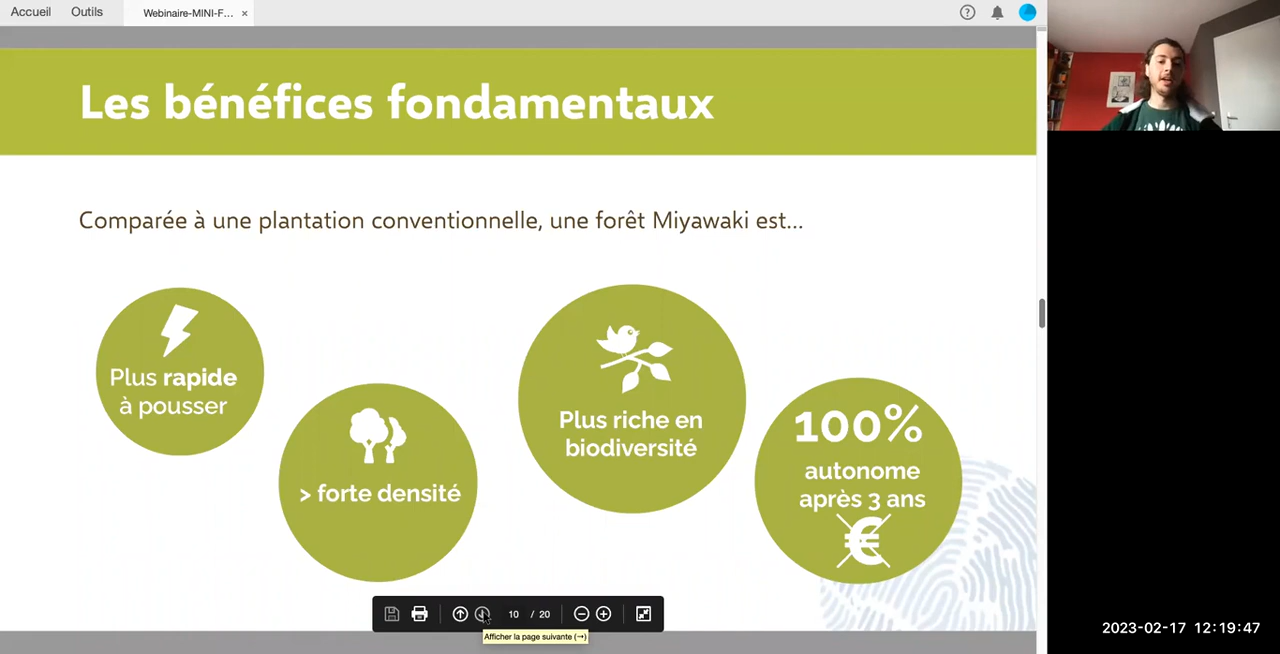 Accueil
Outils
Webinaire-MINI-F... ×
Les bénéfices fondamentaux
Comparée à une plantation conventionnelle, une forêt Miyawaki est...
Plus rapide
à pousser
> forte densité
Plus riche en
biodiversité
100%
autonome
après 3 ans
€
10 / 20
Afficher la page suivante (→)
2023-02-17 12:19:47